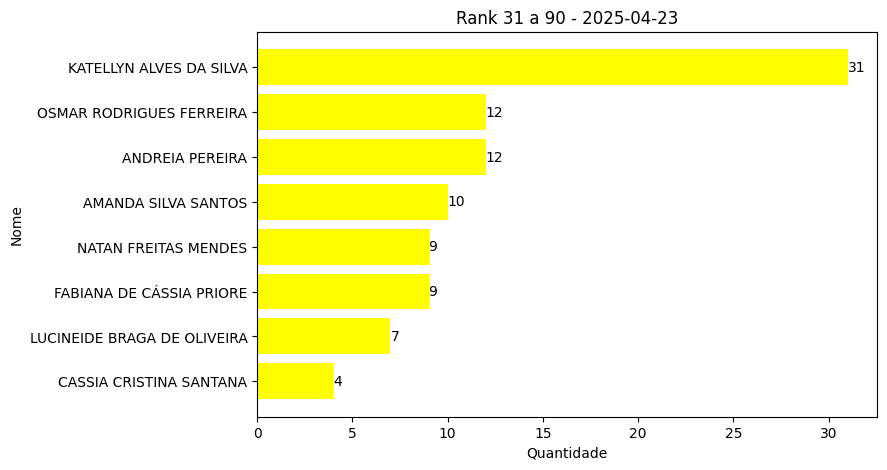 Rank 31 a 90 - 2025-04-23
KATELLYN ALVES DA SILVA 31
OSMAR RODRIGUES FERREIRA 12
ANDREIA PEREIRA 12
AMANDA SILVA SANTOS 10
NATAN FREITAS MENDES 9
FABIANA DE CÁSSIA PRIORE 9
LUCINEIDE BRAGA DE OLIVEIRA 7
CASSIA CRISTINA SANTANA 4
Nome
0 5 10 15 20 25 30
Quantidade